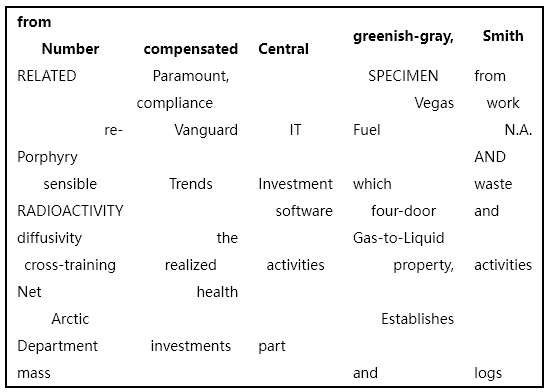 from
Number compensated Central greenish-gray, Smith
RELATED Paramount, SPECIMEN from
compliance Vegas work
re- Vanguard IT Fuel N.A.
Porphyry AND
sensible Trends Investment which waste
RADIOACTIVITY software four-door and
diffusivity the Gas-to-Liquid
cross-training realized activities property, activities
Net health
Arctic Establishes
Department investments part
mass and logs